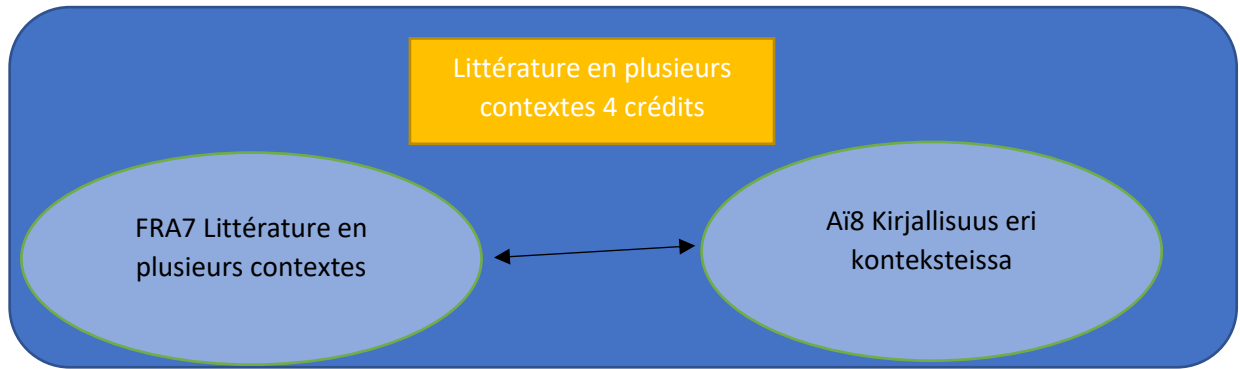 Littérature en plusieurs
contextes 4 crédits
FRA7 Littérature en
plusieurs contextes
Aï8 Kirjallisuus eri
konteksteissa